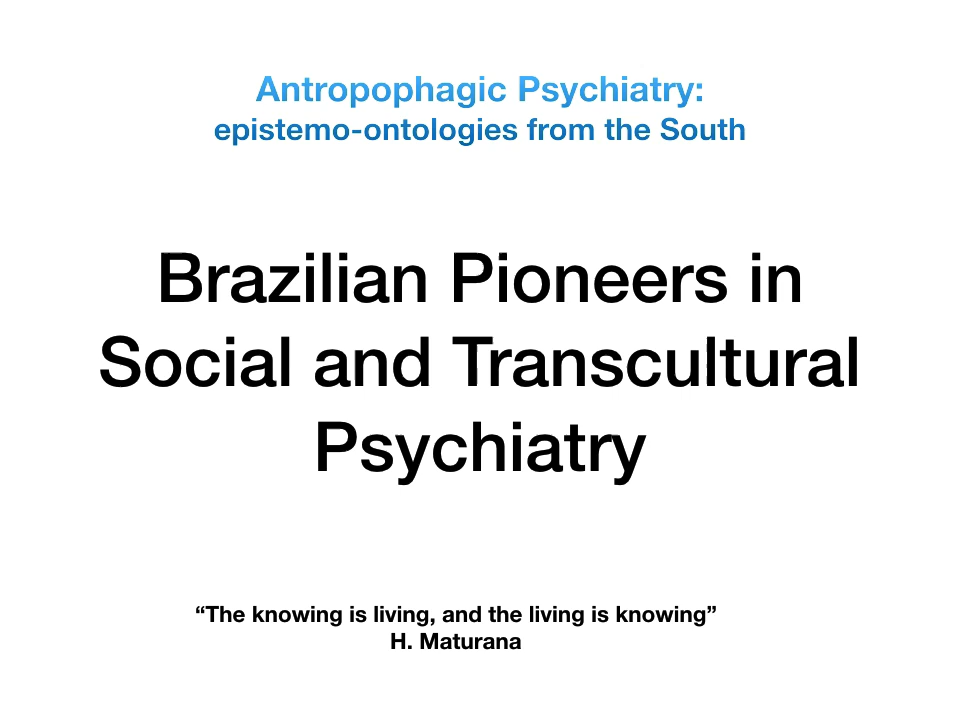 Antropophagic Psychiatry:
epistemo-ontologies from the South
Brazilian Pioneers in
Social and Transcultural
Psychiatry
“The knowing is living, and the living is knowing”
H. Maturana